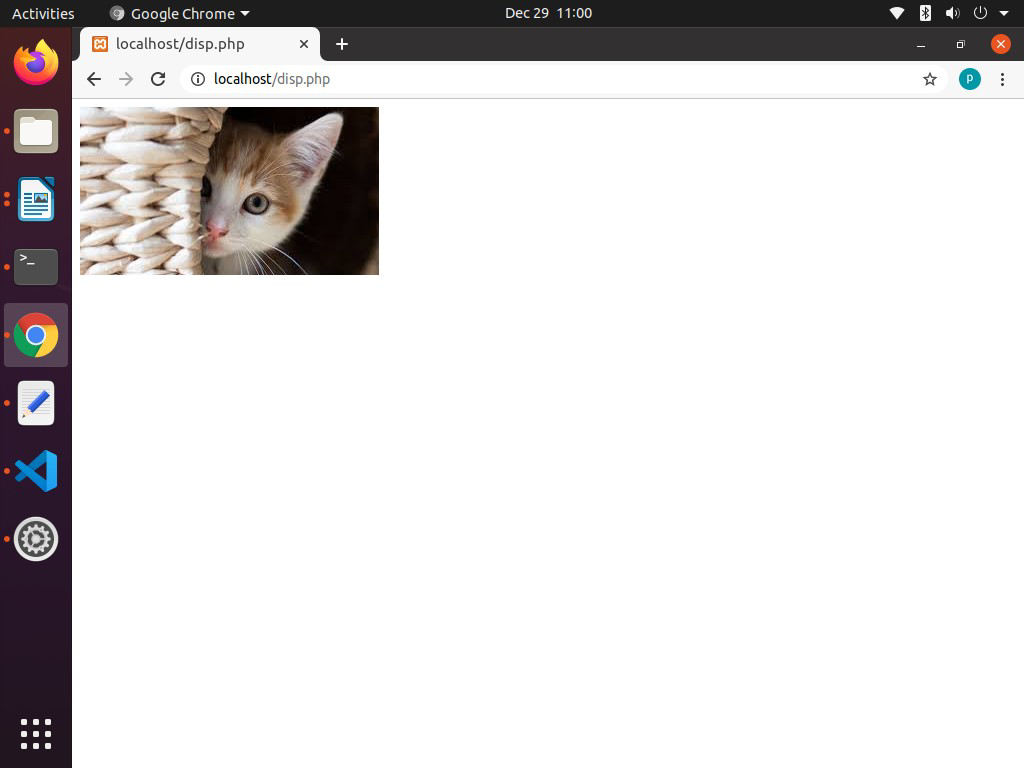 Activities
Google Chrome
Dec 29 11:00
localhost/disp.php
localhost/disp.php
p
>_